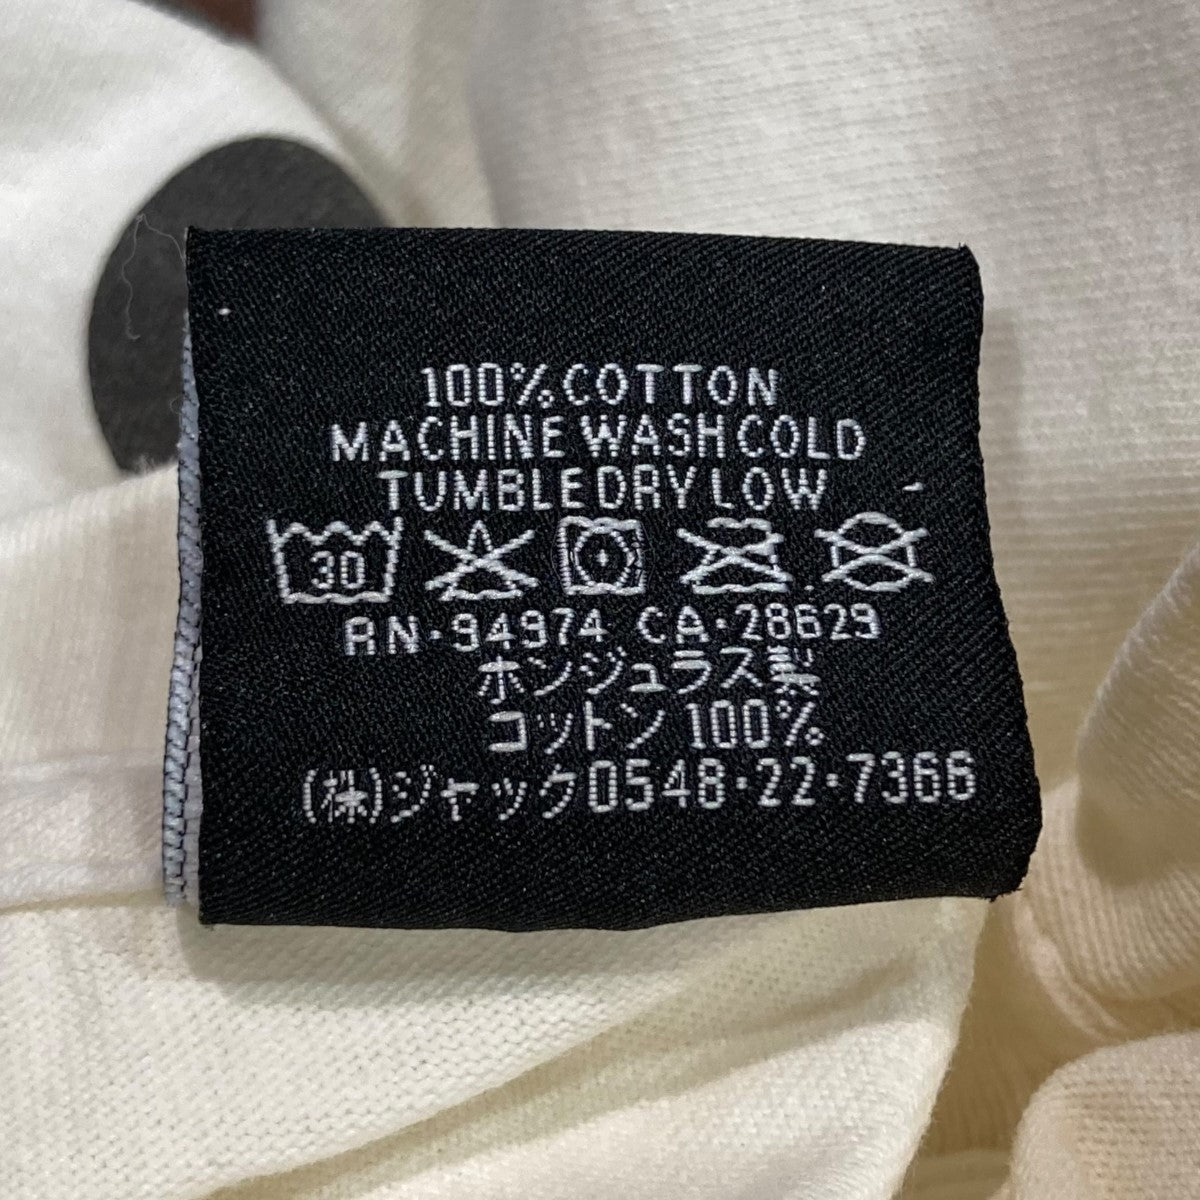 100% COTTON
MACHINE WASH COLD
TUMBLE DRY LOW
30
RN·94974 CA·28629
ホンジュラス製
コットン 100%
(株)ジャック0548·22·7366